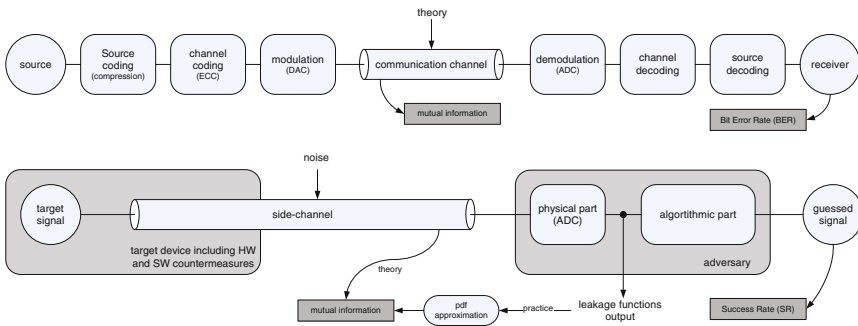 theory
source
Source
coding
(compression)
channel
coding
(ECC)
modulation
(DAC)
communication channel
demodulation
(ADC)
channel
decoding
source
decoding
receiver
mutual information
Bit Error Rate (BER)
noise
target
signal
side-channel
physical part
(ADC)
algortithmic part
guessed
signal
target device including HW
and SW countermeasures
adversary
theory
mutual information
pdf
approximation
practice
leakage functions
output
Success Rate (SR)